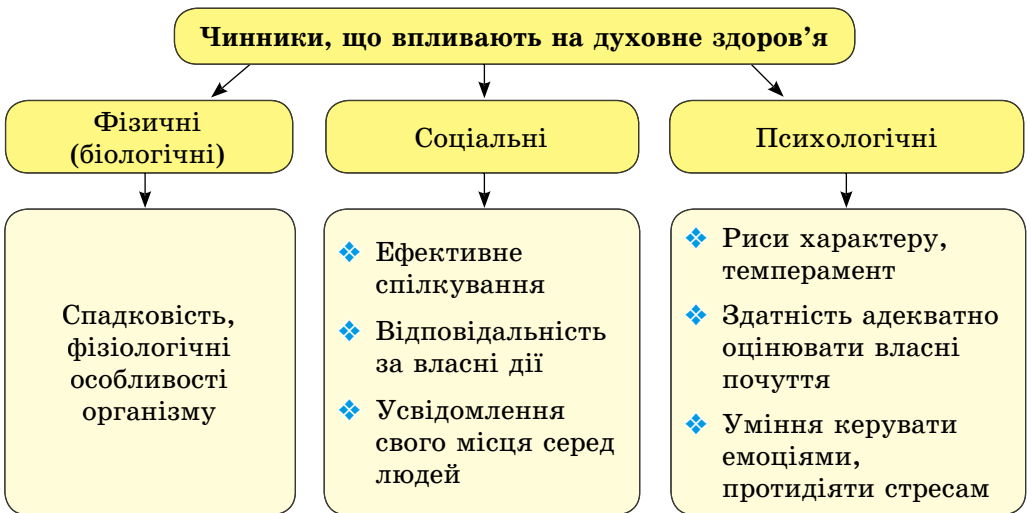 Чинники, що впливають на духовне здоров’я
Фізичні
(біологічні)
Соціальні
Психологічні
Спадковість,
фізіологічні
особливості
організму
❖ Ефективне
спілкування
❖ Відповідальність
за власні дії
❖ Усвідомлення
свого місця серед
людей
❖ Риси характеру,
темперамент
❖ Здатність адекватно
оцінювати власні
почуття
❖ Уміння керувати
емоціями,
протидіяти стресам